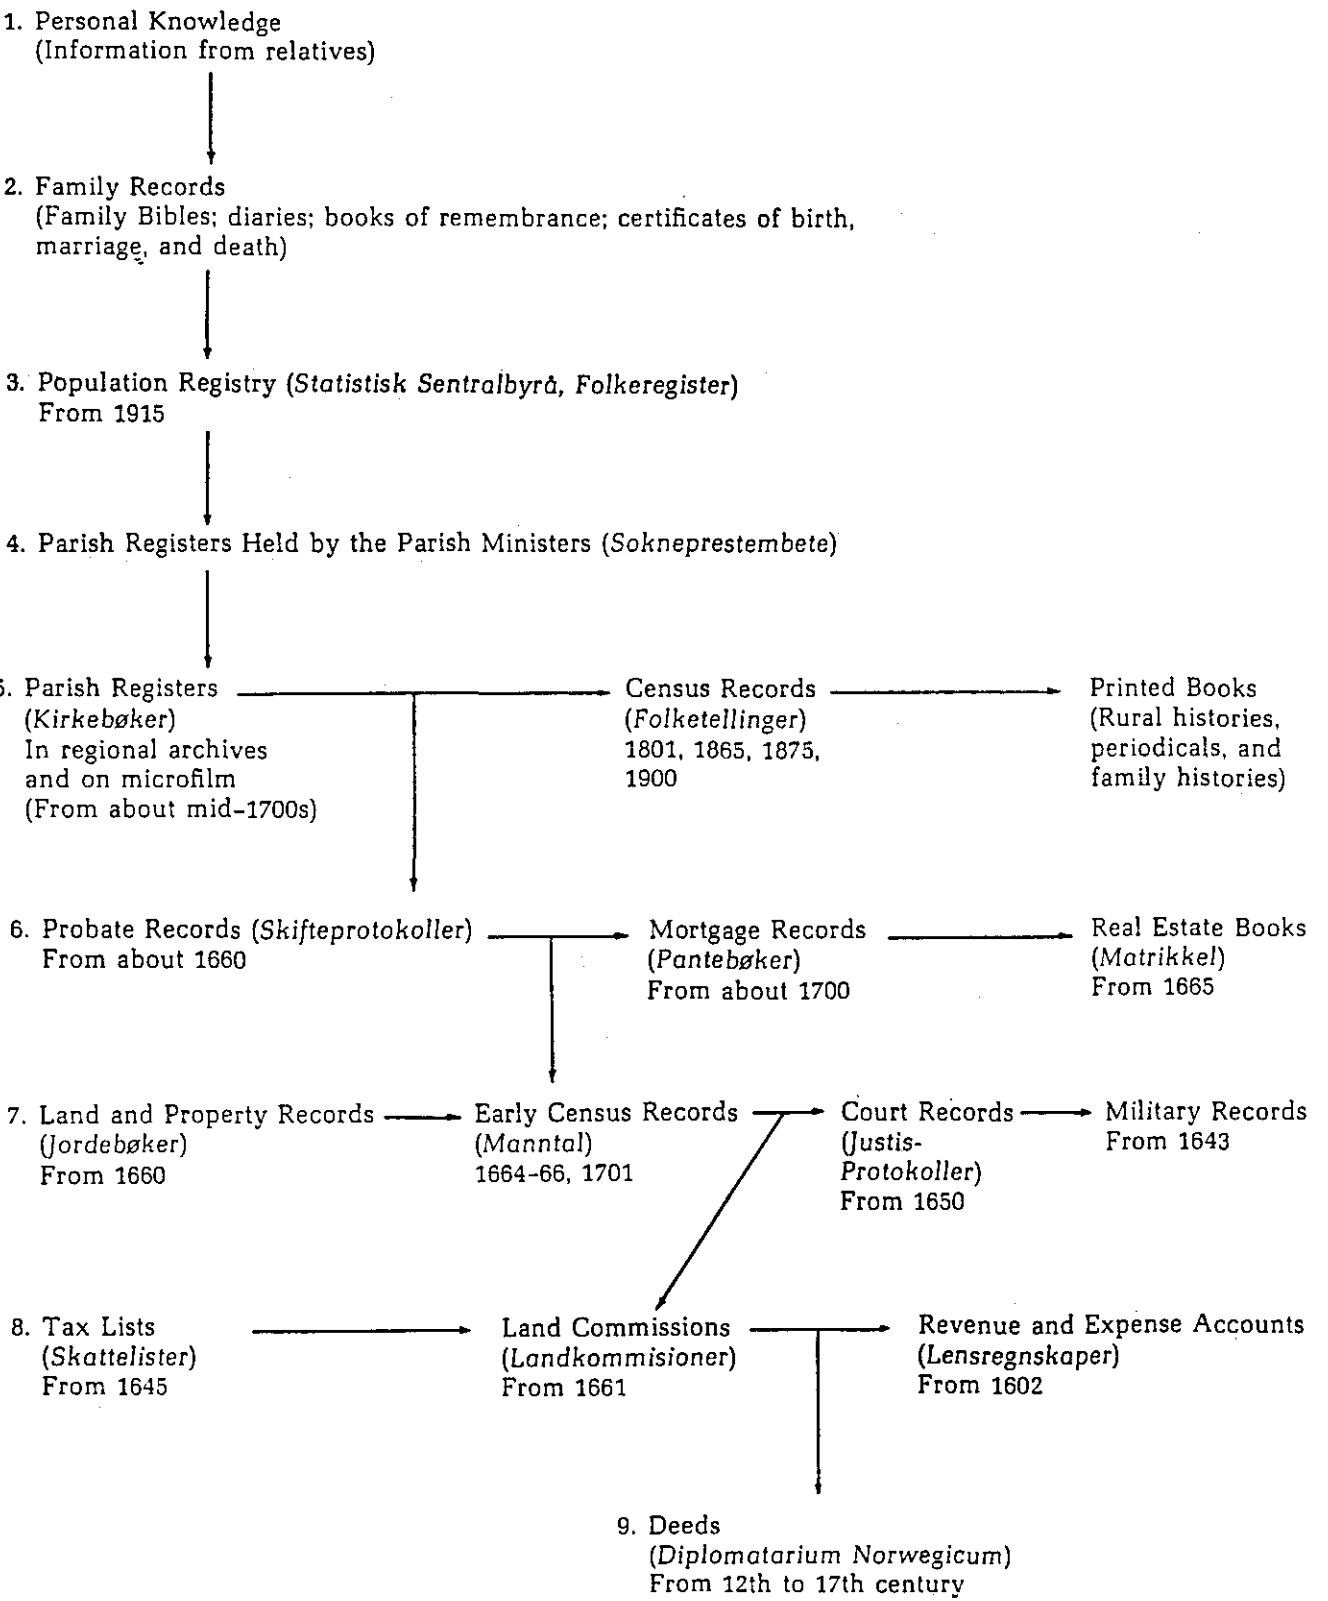 1. Personal Knowledge
(Information from relatives)
2. Family Records
(Family Bibles; diaries; books of remembrance; certificates of birth,
marriage, and death)
3. Population Registry (Statistisk Sentralbyrå, Folkeregister)
From 1915
4. Parish Registers Held by the Parish Ministers (Sokneprestembete)
5. Parish Registers
(Kirkebøker)
In regional archives
and on microfilm
(From about mid-1700s)
Census Records
(Folketellinger)
1801, 1865, 1875,
1900
Printed Books
(Rural histories,
periodicals, and
family histories)
6. Probate Records (Skifteprotokoller)
From about 1660
Mortgage Records
(Pantebøker)
From about 1700
Real Estate Books
(Matrikkel)
From 1665
7. Land and Property Records
(Jordebøker)
From 1660
Early Census Records
(Manntal)
1664-66, 1701
Court Records
(Justis-
Protokoller)
From 1650
Military Records
From 1643
8. Tax Lists
(Skattelister)
From 1645
Land Commissions
(Landkommisioner)
From 1661
Revenue and Expense Accounts
(Lensregnskaper)
From 1602
9. Deeds
(Diplomatarium Norwegicum)
From 12th to 17th century